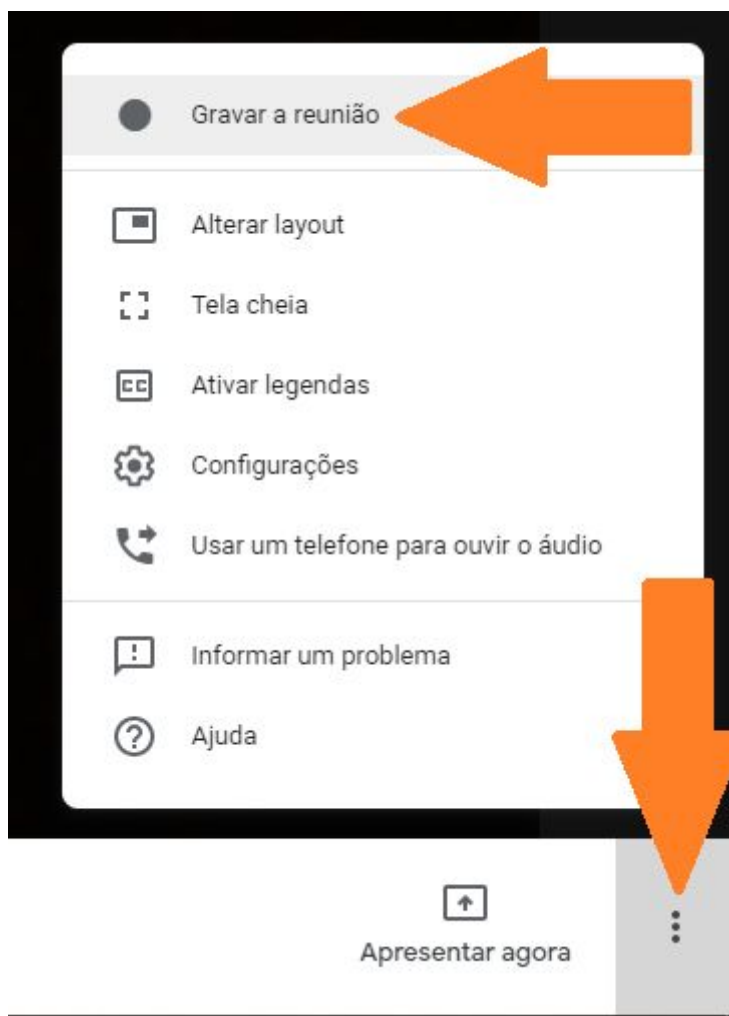 Gravar a reunião
Alterar layout
Tela cheia
CC
Ativar legendas
Configurações
Usar um telefone para ouvir o áudio
Informar um problema
Ajuda
Apresentar agora